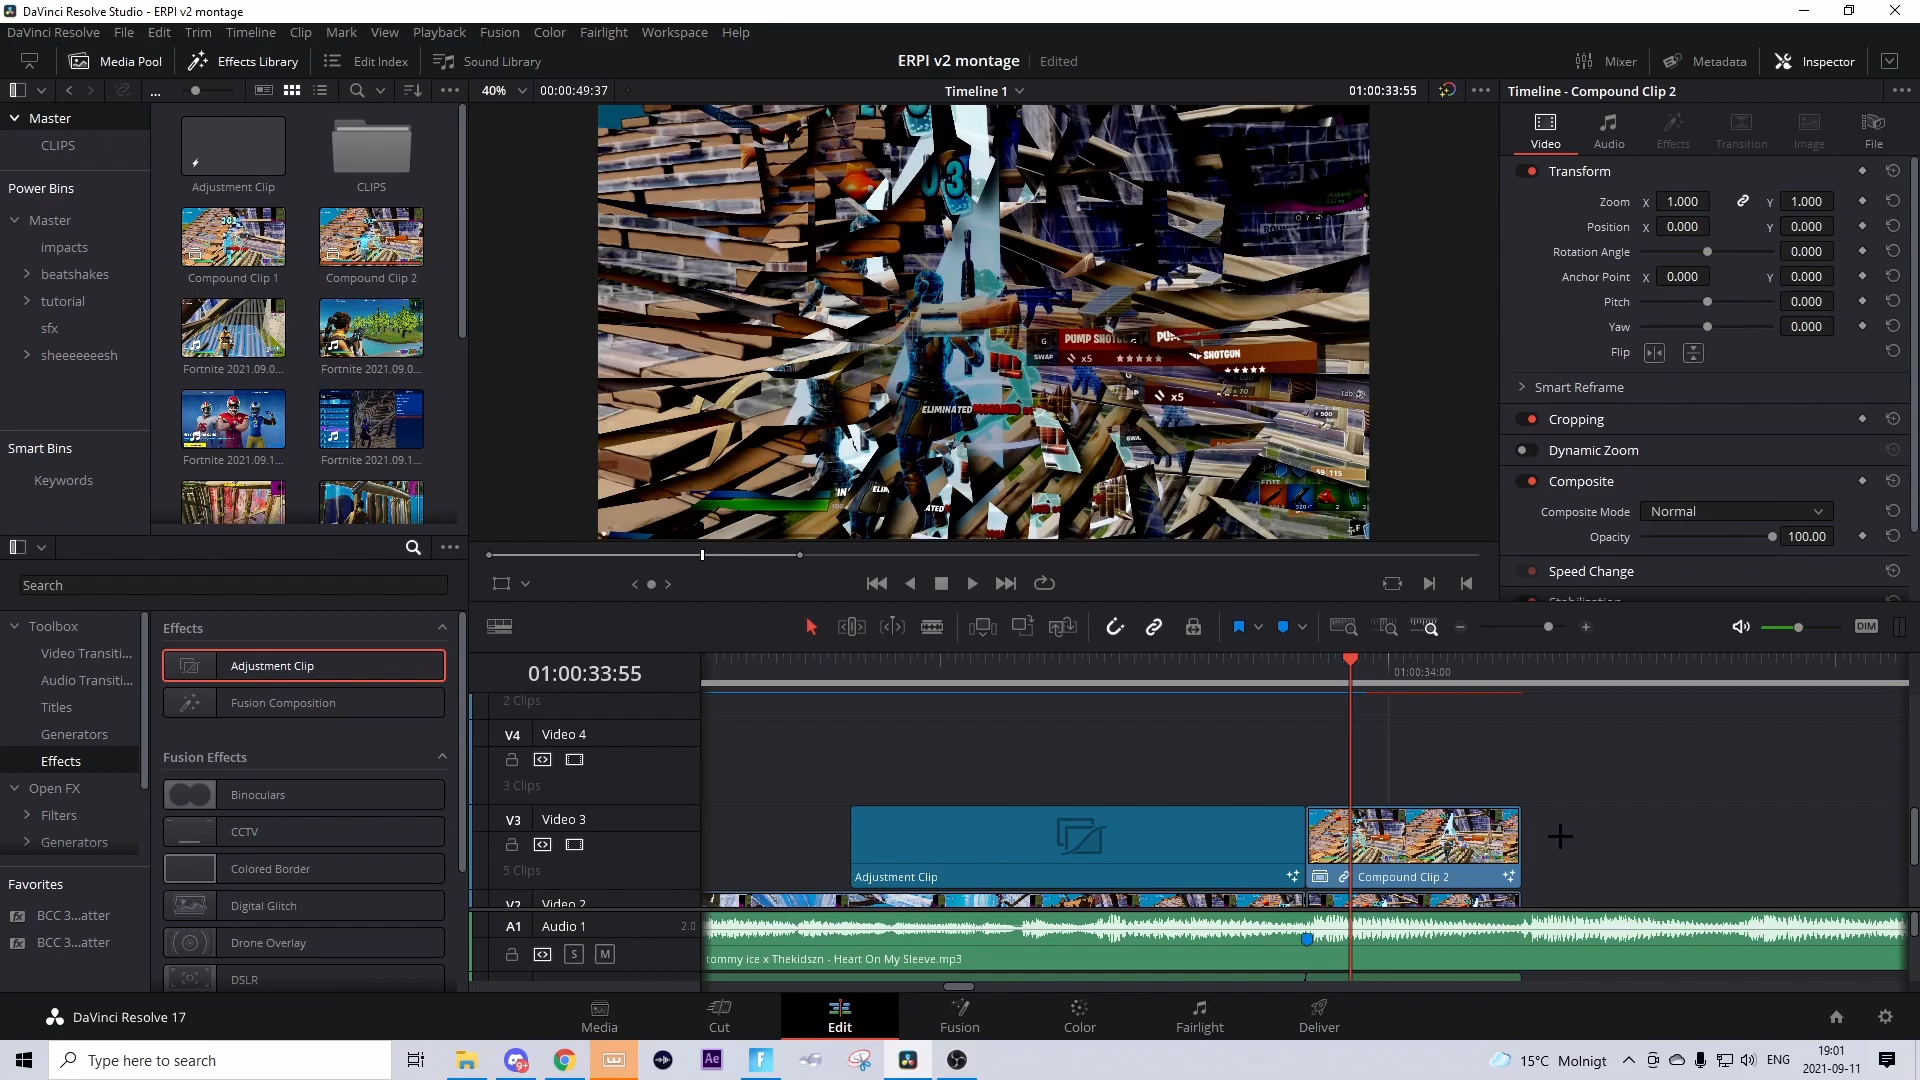 DaVinci Resolve Studio - ERPI v2 montage
DaVinci Resolve File Edit Trim Timeline Clip Mark View Playback Fusion Color Fairlight Workspace Help
Media Pool Effects Library Edit Index Sound Library ERPI v2 montage Edited Mixer Metadata Inspector
... 40% 00:00:49:37 Timeline 1 01:00:33:55 Timeline - Compound Clip 2
Master
CLIPS
Power Bins
Master
impacts
beatshakes
tutorial
sfx
sheeeeeeesh
Smart Bins
Keywords
Adjustment Clip CLIPS
Compound Clip 1 Compound Clip 2
Fortnite 2021.09.0... Fortnite 2021.09.0...
Fortnite 2021.09.1... Fortnite 2021.09.1...
PUMP SHOTGUN
SHOTGUN
SWAP x5
x5
ELIMINATED
Video Audio Effects Transition Image File
Transform
Zoom X 1.000 Y 1.000
Position X 0.000 Y 0.000
Rotation Angle 0.000
Anchor Point X 0.000 Y 0.000
Pitch 0.000
Yaw 0.000
Flip
Smart Reframe
Cropping
Dynamic Zoom
Composite
Composite Mode Normal
Opacity 100.00
Speed Change
Stabilization
Search
Toolbox
Video Transiti...
Audio Transiti...
Titles
Generators
Effects
Open FX
Filters
Generators
Favorites
BCC 3...atter
BCC 3...atter
Effects
Adjustment Clip
Fusion Composition
Fusion Effects
Binoculars
CCTV
Colored Border
Digital Glitch
Drone Overlay
DSLR
DIM
01:00:33:55 01:00:34:00
2 Clips
V4 Video 4
3 Clips
V3 Video 3
5 Clips
Adjustment Clip Compound Clip 2
V2 Video 2
A1 Audio 1 2.0
S M
tommy ice x Thekidszn - Heart On My Sleeve.mp3
DaVinci Resolve 17 Media Cut Edit Fusion Color Fairlight Deliver
Type here to search 9+ Ae 15°C Molnigt ENG 19:01
2021-09-11